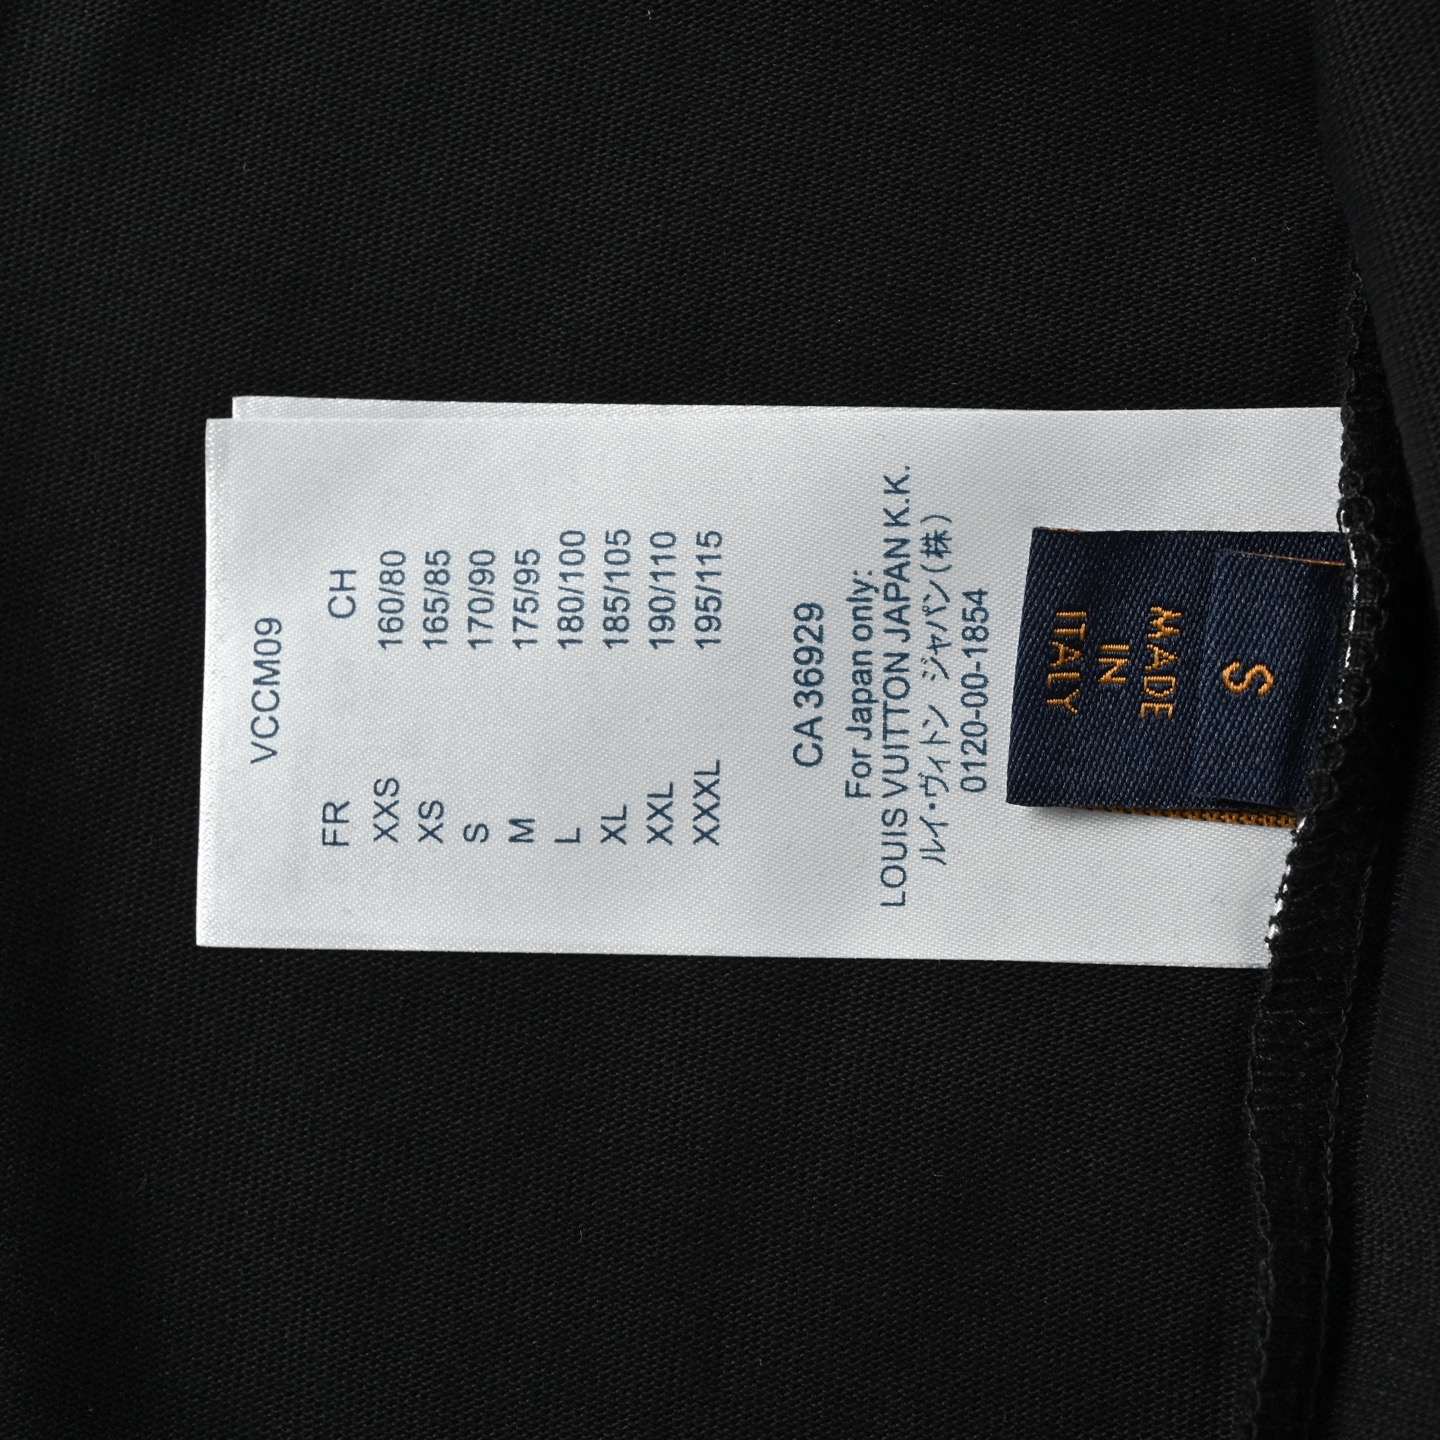 VCCM09
FR CH
XXS 160/80
XS 165/85
S 170/90
M 175/95
L 180/100
XL 185/105
XXL 190/110
XXXL 195/115
CA 36929
For Japan only:
LOUIS VUITTON JAPAN K.K.
ルイ・ヴィトン ジャパン(株)
0120-00-1854
S
MADE
IN
ITALY